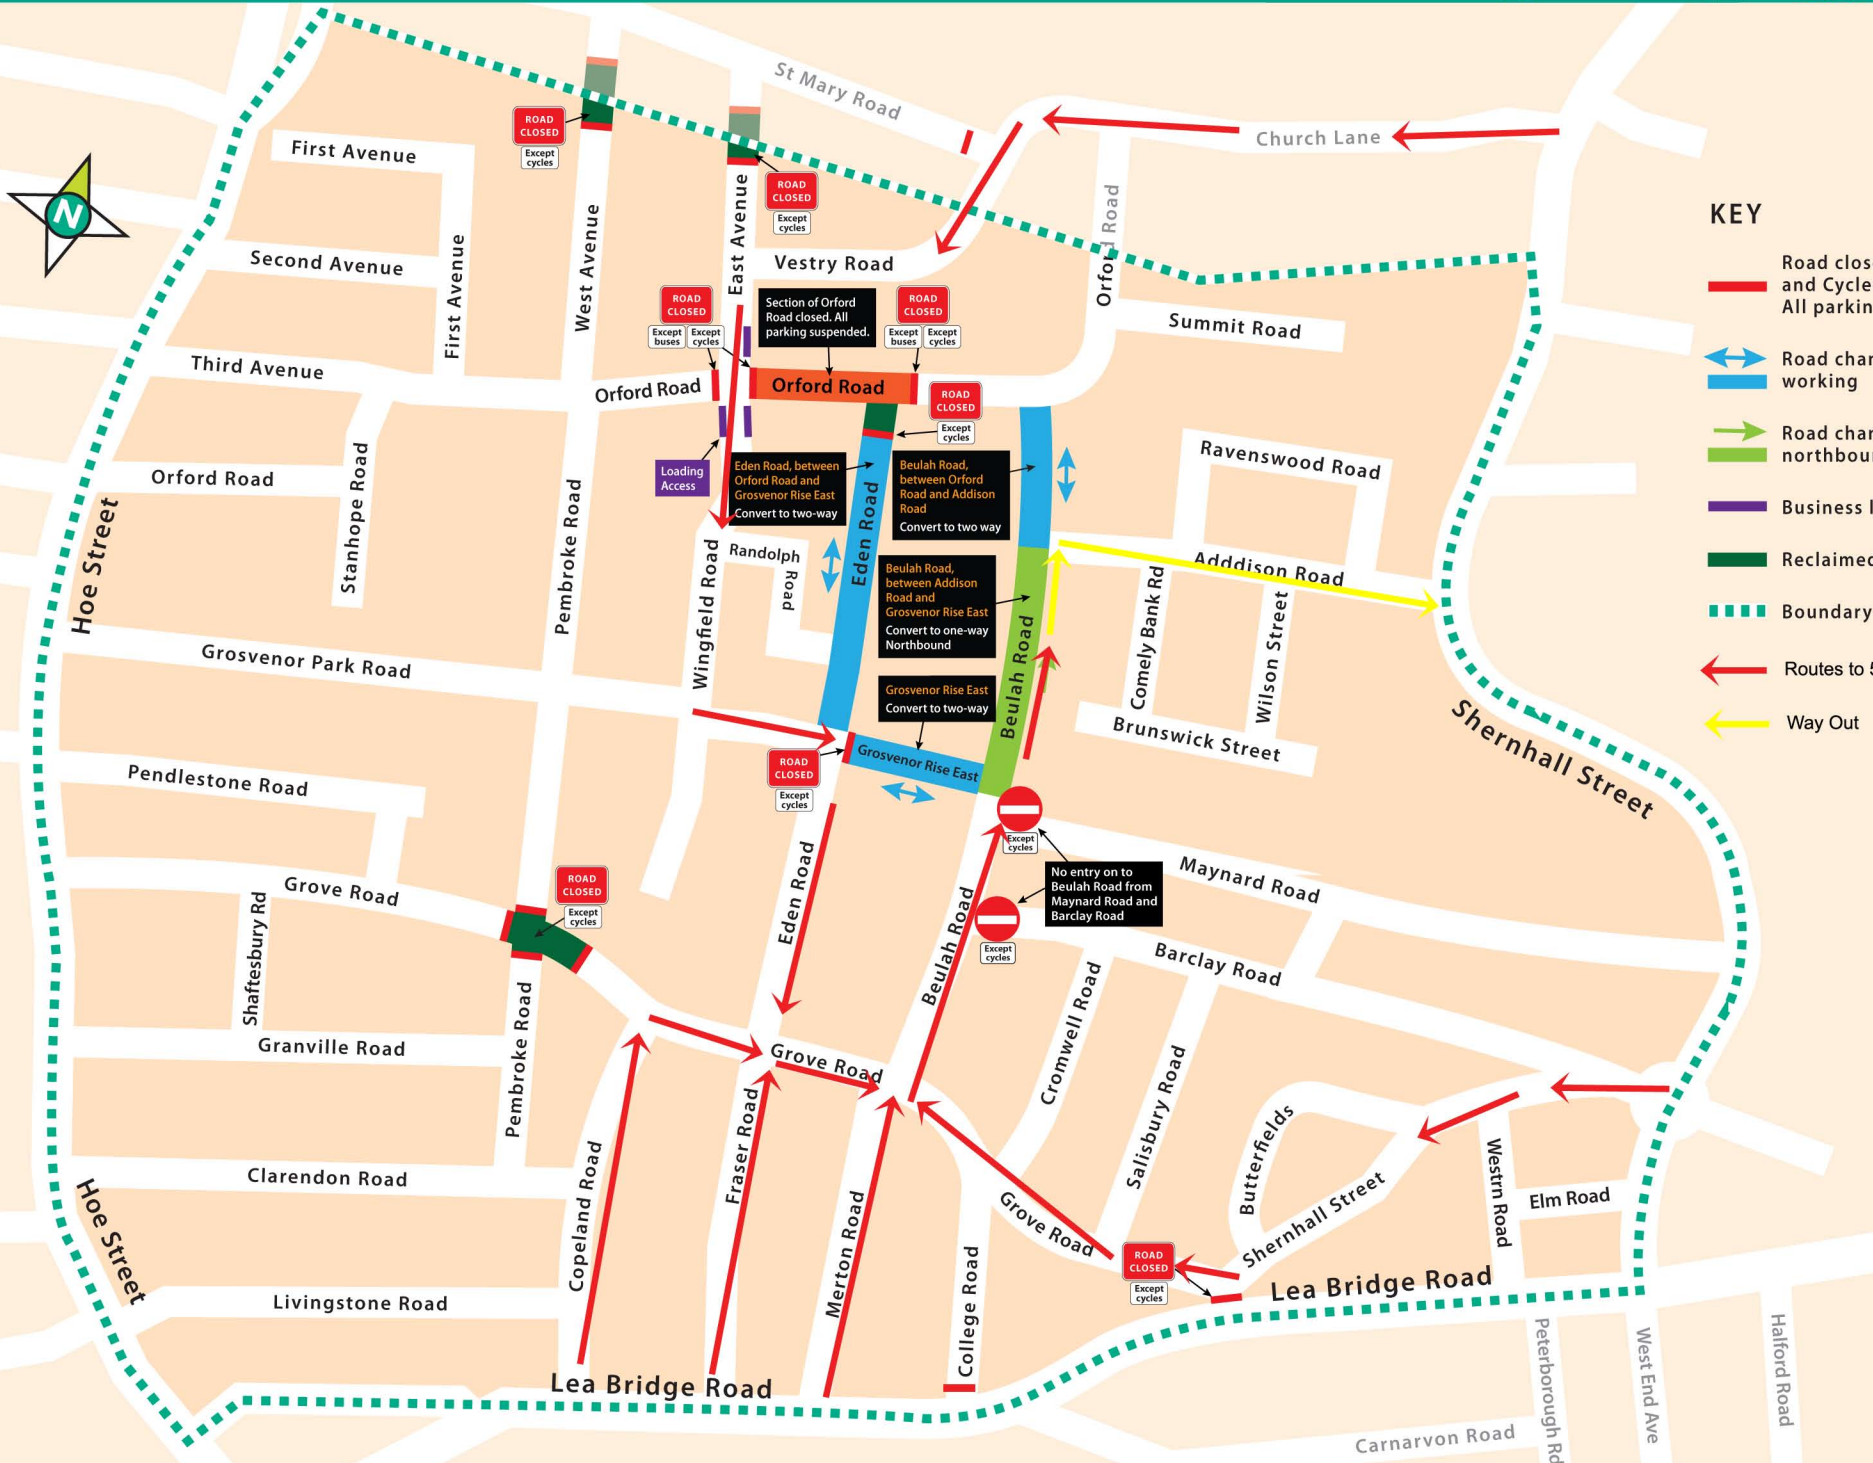 St Mary Road
Church Lane
ROAD
CLOSED
Except
cycles
First Avenue
ROAD
CLOSED
Except
cycles
N
First Avenue
Second Avenue
West Avenue
East Avenue
Vestry Road
Orford Road
Summit Road
KEY
Road clos
and Cycle
All parkin
Road char
working
Road char
northbour
Business l
Reclaimed
Boundary
Routes to 5
Way Out
ROAD
CLOSED
Except
buses
Except
cycles
Section of Orford
Road closed. All
parking suspended.
ROAD
CLOSED
Except
buses
Except
cycles
Third Avenue
Orford Road
Orford Road
ROAD
CLOSED
Except
cycles
Orford Road
Stanhope Road
Hoe Street
Pembroke Road
Loading
Access
Eden Road, between
Orford Road and
Grosvenor Rise East
Convert to two-way
Beulah Road,
between Orford
Road and Addison
Road
Convert to two way
Ravenswood Road
Adddison Road
Eden Road
Randolph
Road
Wingfield Road
Beulah Road,
between Addison
Road and
Grosvenor Rise East
Convert to one-way
Northbound
Beulah Road
Comely Bank Rd
Wilson Street
Brunswick Street
Grosvenor Park Road
Grosvenor Rise East
Convert to two-way
Grosvenor Rise East
ROAD
CLOSED
Except
cycles
Shernhall Street
Pendlestone Road
Except
cycles
No entry on to
Beulah Road from
Maynard Road and
Barclay Road
Maynard Road
Except
cycles
Barclay Road
Grove Road
ROAD
CLOSED
Except
cycles
Eden Road
Beulah Road
Shaftesbury Rd
Granville Road
Pembroke Road
Grove Road
Cromwell Road
Salisbury Road
Butterfields
Shernhall Street
Westrn Road
Elm Road
Clarendon Road
Hoe Street
Copeland Road
Fraser Road
Merton Road
College Road
Grove Road
ROAD
CLOSED
Except
cycles
Lea Bridge Road
Livingstone Road
Lea Bridge Road
Peterborough Rd
West End Ave
Halford Road
Carnarvon Road